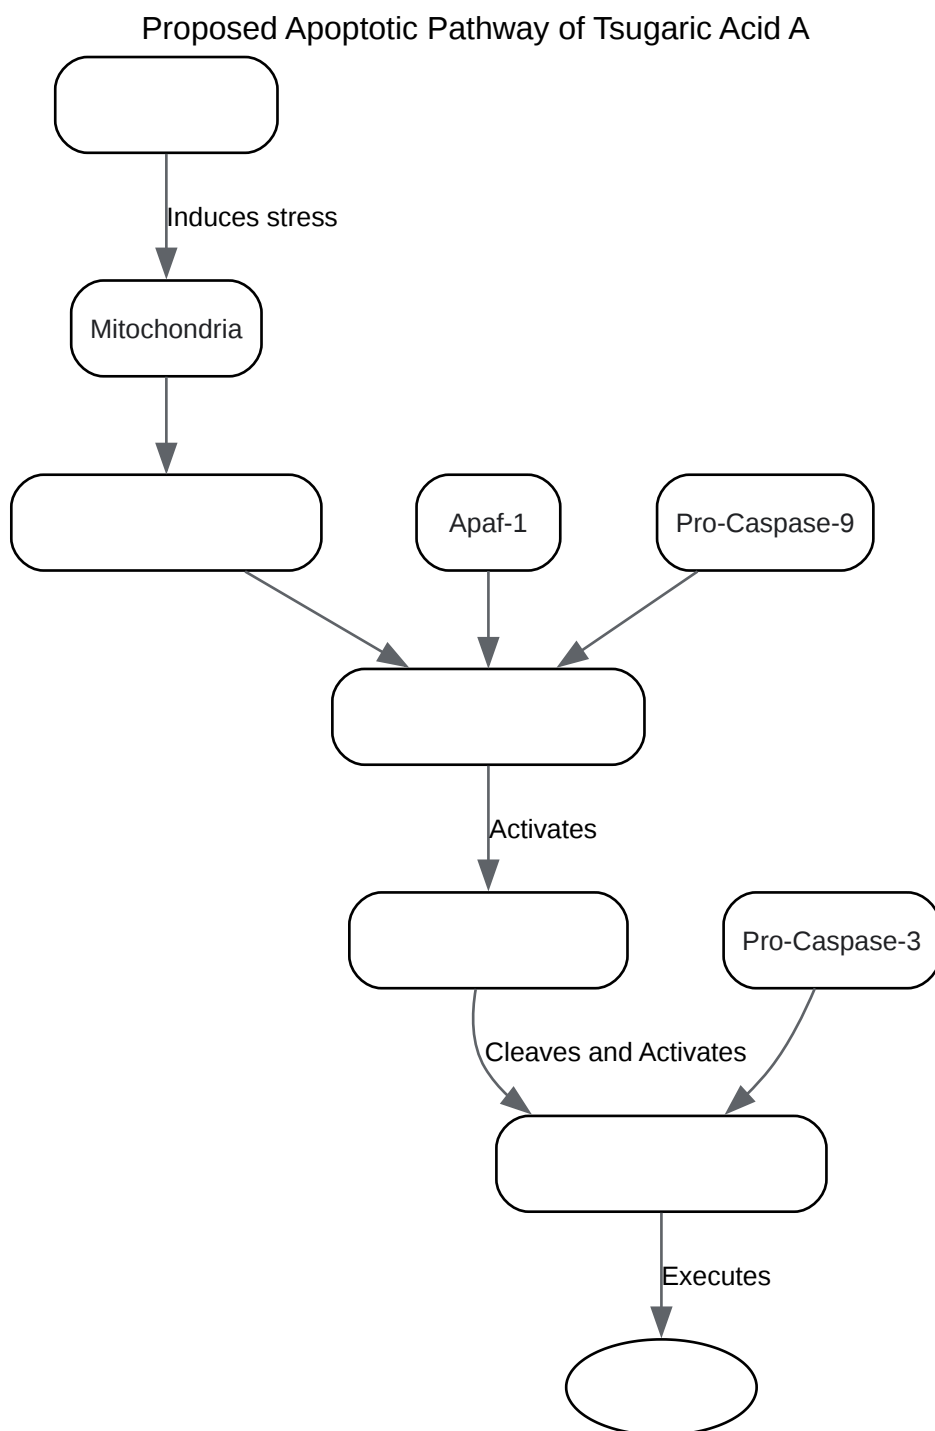 Proposed Apoptotic Pathway of Tsugaric Acid A
Induces stress
Mitochondria
Apaf-1
Pro-Caspase-9
Activates
Pro-Caspase-3
Cleaves and Activates
Executes